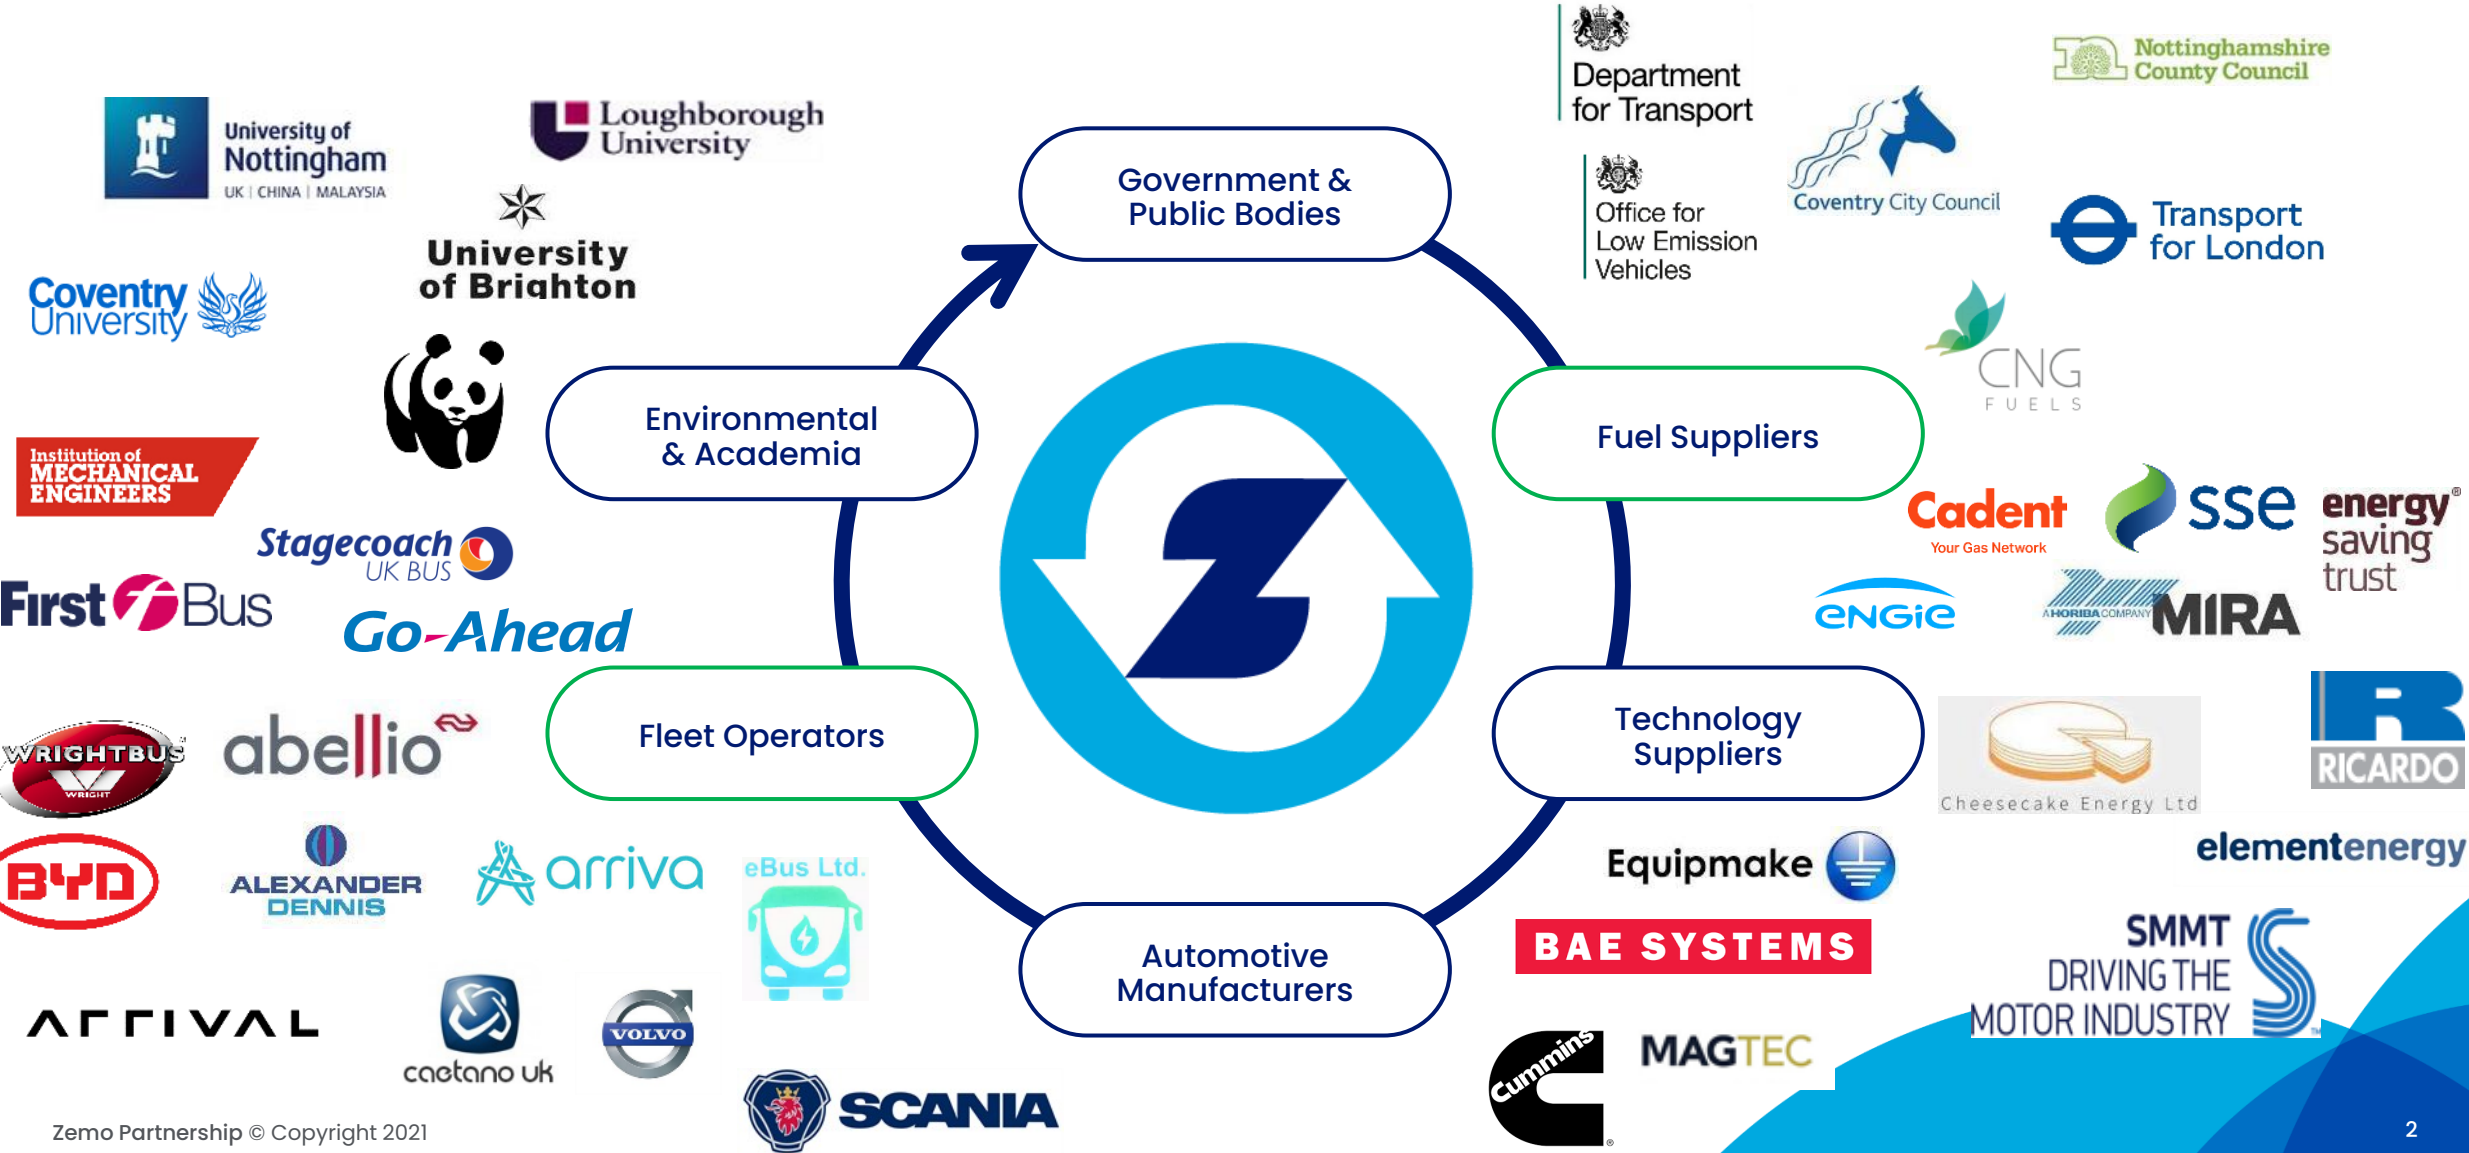 Department
for Transport
Nottinghamshire
County Council
University of
Nottingham
UK | CHINA | MALAYSIA
Loughborough
University
Government &
Public Bodies
Office for
Low Emission
Vehicles
Coventry City Council
Transport
for London
University
of Brighton
Coventry
University
CNG
FUELS
Environmental
& Academia
Fuel Suppliers
Institution of
MECHANICAL
ENGINEERS
Cadent
Your Gas Network
sse
energy®
saving
trust
Stagecoach
UK BUS
First Bus
Go-Ahead
ENGIE
A HORIBA COMPANY
MIRA
Fleet Operators
Technology
Suppliers
WRIGHTBUS
WRIGHT
abellio
Cheesecake Energy Ltd
R
RICARDO
BYD
ALEXANDER
DENNIS
arriva
eBus Ltd.
Equipmake
elementenergy
BAE SYSTEMS
SMMT
DRIVING THE
MOTOR INDUSTRY
Automotive
Manufacturers
ARRIVAL
caetano uk
VOLVO
SCANIA
Cummins
®
MAGTEC
Zemo Partnership © Copyright 2021
2